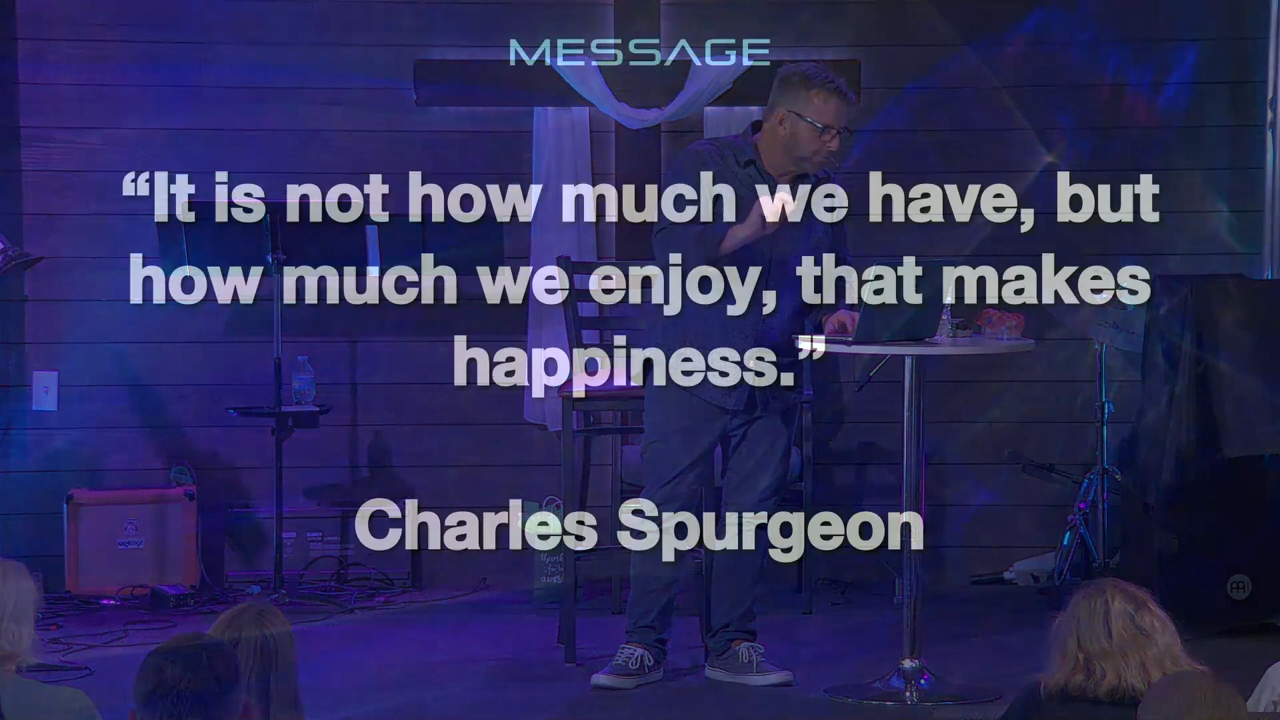 MESSAGE
“It is not how much we have, but
how much we enjoy, that makes
happiness.”
Charles Spurgeon